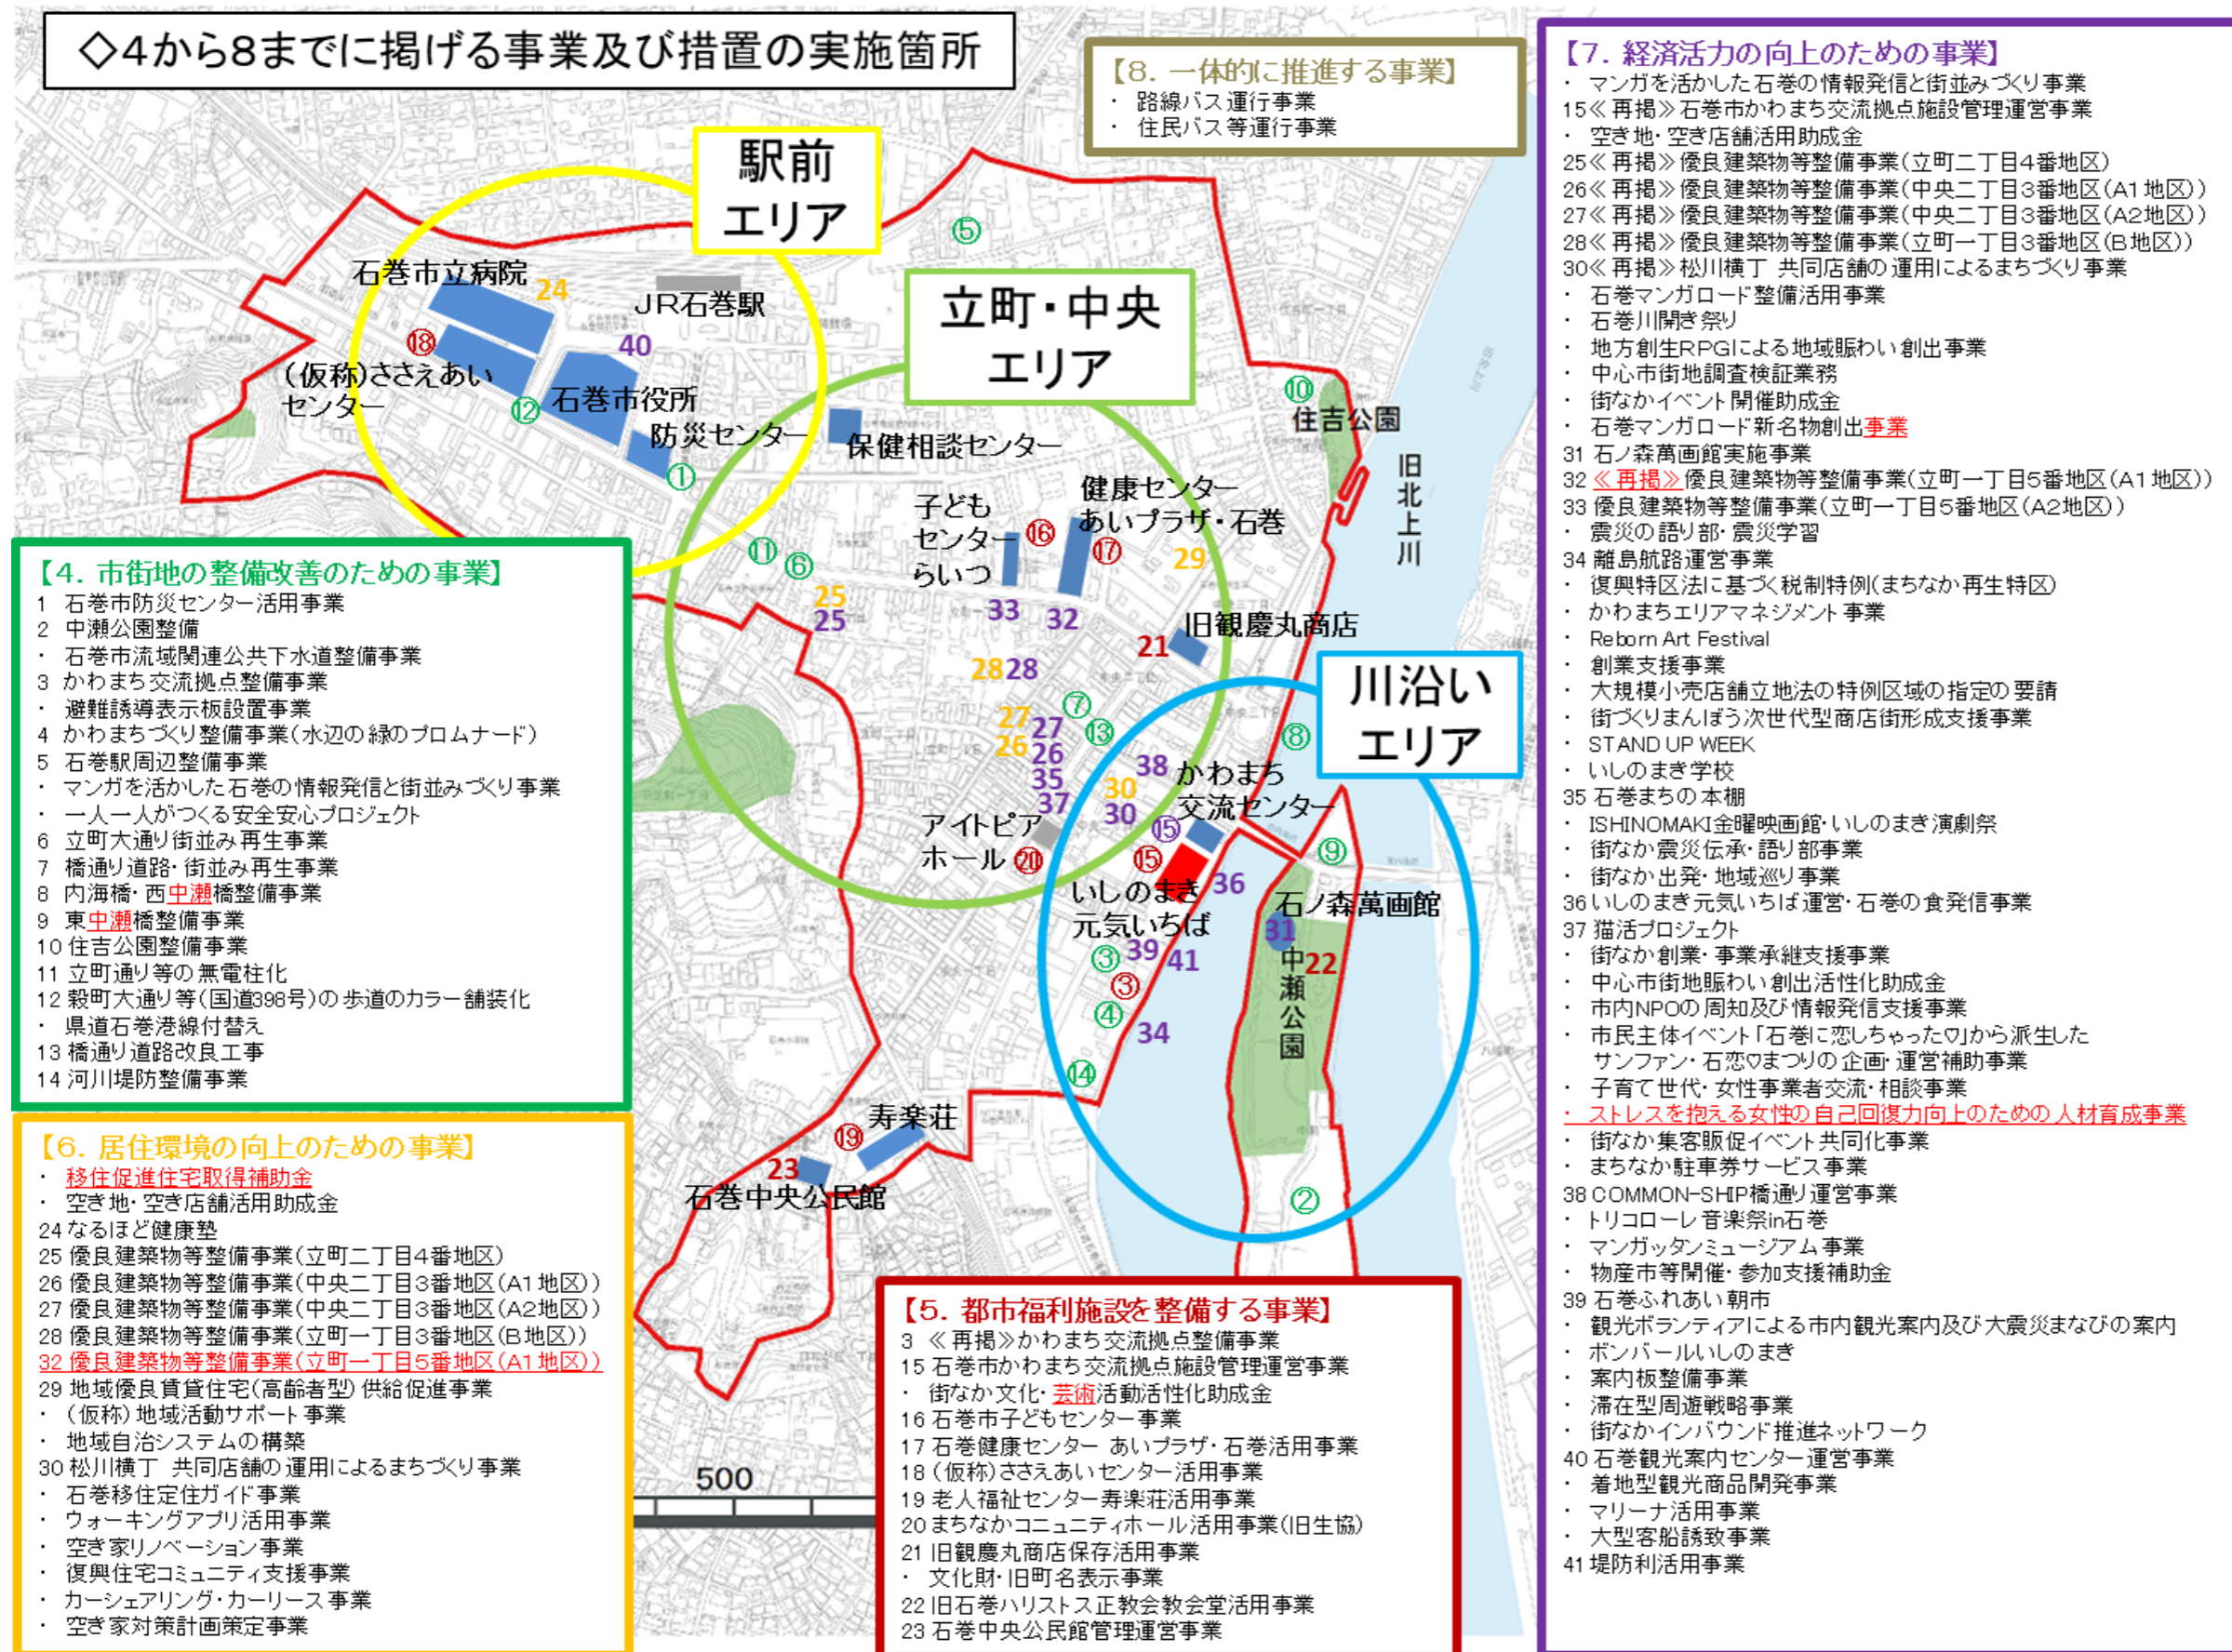 ◇4から8までに掲げる事業及び措置の実施箇所
【8. 一体的に推進する事業】
・ 路線バス運行事業
・ 住民バス等運行事業
駅前
エリア
立町・中央
エリア
川沿い
エリア
⑤
石巻市立病院
24
JR石巻駅
⑱
40
(仮称)ささえあい
センター
⑫
石巻市役所
防災センター
①
保健相談センター
⑩
住吉公園
旧北上川
子ども
センター
らいつ
⑯
健康センター
あいプラザ・石巻
⑰
29
⑪
⑥
25
25
33
32
21
旧観慶丸商店
28
28
⑦
27
27
⑬
26
26
35
37
⑧
38
かわまち
交流センター
30
30
⑮
⑮
アイトピア
ホール
⑳
⑨
いしのまき
元気いちば
36
石ノ森萬画館
31
中瀬公園
22
③
39
41
③
④
34
⑭
②
寿楽荘
⑲
23
石巻中央公民館
500
【4. 市街地の整備改善のための事業】
1 石巻市防災センター活用事業
2 中瀬公園整備
・ 石巻市流域関連公共下水道整備事業
3 かわまち交流拠点整備事業
・ 避難誘導表示板設置事業
4 かわまちづくり整備事業(水辺の緑のプロムナード)
5 石巻駅周辺整備事業
・ マンガを活かした石巻の情報発信と街並みづくり事業
・ 一人一人がつくる安全安心プロジェクト
6 立町大通り街並み再生事業
7 橋通り道路・街並み再生事業
8 内海橋・西中瀬橋整備事業
9 東中瀬橋整備事業
10 住吉公園整備事業
11 立町通り等の無電柱化
12 穀町大通り等(国道398号)の歩道のカラー舗装化
・ 県道石巻港線付替え
13 橋通り道路改良工事
14 河川堤防整備事業
【6. 居住環境の向上のための事業】
・ 移住促進住宅取得補助金
・ 空き地・空き店舗活用助成金
24 なるほど健康塾
25 優良建築物等整備事業(立町二丁目4番地区)
26 優良建築物等整備事業(中央二丁目3番地区(A1地区))
27 優良建築物等整備事業(中央二丁目3番地区(A2地区))
28 優良建築物等整備事業(立町一丁目3番地区(B地区))
32 優良建築物等整備事業(立町一丁目5番地区(A1地区))
29 地域優良賃貸住宅(高齢者型)供給促進事業
・ (仮称)地域活動サポート事業
・ 地域自治システムの構築
30 松川横丁 共同店舗の運用によるまちづくり事業
・ 石巻移住定住ガイド事業
・ ウォーキングアプリ活用事業
・ 空き家リノベーション事業
・ 復興住宅コミュニティ支援事業
・ カーシェアリング・カーリース事業
・ 空き家対策計画策定事業
【5. 都市福利施設を整備する事業】
3 《再掲》かわまち交流拠点整備事業
15 石巻市かわまち交流拠点施設管理運営事業
・ 街なか文化・芸術活動活性化助成金
16 石巻市子どもセンター事業
17 石巻健康センター あいプラザ・石巻活用事業
18 (仮称)ささえあいセンター活用事業
19 老人福祉センター寿楽荘活用事業
20 まちなかコニュニティホール活用事業(旧生協)
21 旧観慶丸商店保存活用事業
・ 文化財・旧町名表示事業
22 旧石巻ハリストス正教会教会堂活用事業
23 石巻中央公民館管理運営事業
【7. 経済活力の向上のための事業】
・ マンガを活かした石巻の情報発信と街並みづくり事業
15《再掲》石巻市かわまち交流拠点施設管理運営事業
・ 空き地・空き店舗活用助成金
25《再掲》優良建築物等整備事業(立町二丁目4番地区)
26《再掲》優良建築物等整備事業(中央二丁目3番地区(A1地区))
27《再掲》優良建築物等整備事業(中央二丁目3番地区(A2地区))
28《再掲》優良建築物等整備事業(立町一丁目3番地区(B地区))
30《再掲》松川横丁 共同店舗の運用によるまちづくり事業
・ 石巻マンガロード整備活用事業
・ 石巻川開き祭り
・ 地方創生RPGによる地域賑わい創出事業
・ 中心市街地調査検証業務
・ 街なかイベント開催助成金
・ 石巻マンガロード新名物創出事業
31 石ノ森萬画館実施事業
32 《再掲》優良建築物等整備事業(立町一丁目5番地区(A1地区))
33 優良建築物等整備事業(立町一丁目5番地区(A2地区))
・ 震災の語り部・震災学習
34 離島航路運営事業
・ 復興特区法に基づく税制特例(まちなか再生特区)
・ かわまちエリアマネジメント事業
・ Reborn Art Festival
・ 創業支援事業
・ 大規模小売店舗立地法の特例区域の指定の要請
・ 街づくりまんぼう次世代型商店街形成支援事業
・ STAND UP WEEK
・ いしのまき学校
35 石巻まちの本棚
・ ISHINOMAKI金曜映画館・いしのまき演劇祭
・ 街なか震災伝承・語り部事業
・ 街なか出発・地域巡り事業
36 いしのまき元気いちば運営・石巻の食発信事業
37 猫活プロジェクト
・ 街なか創業・事業承継支援事業
・ 中心市街地賑わい創出活性化助成金
・ 市内NPOの周知及び情報発信支援事業
・ 市民主体イベント「石巻に恋しちゃった♡」から派生した
サンファン・石恋♡まつりの企画・運営補助事業
・ 子育て世代・女性事業者交流・相談事業
・ ストレスを抱える女性の自己回復力向上のための人材育成事業
・ 街なか集客販促イベント共同化事業
・ まちなか駐車券サービス事業
38 COMMON-SHIP橋通り運営事業
・ トリコローレ音楽祭in石巻
・ マンガッタンミュージアム事業
・ 物産市等開催・参加支援補助金
39 石巻ふれあい朝市
・ 観光ボランティアによる市内観光案内及び大震災まなびの案内
・ ボンバールいしのまき
・ 案内板整備事業
・ 滞在型周遊戦略事業
・ 街なかインバウンド推進ネットワーク
40 石巻観光案内センター運営事業
・ 着地型観光商品開発事業
・ マリーナ活用事業
・ 大型客船誘致事業
41 堤防利活用事業